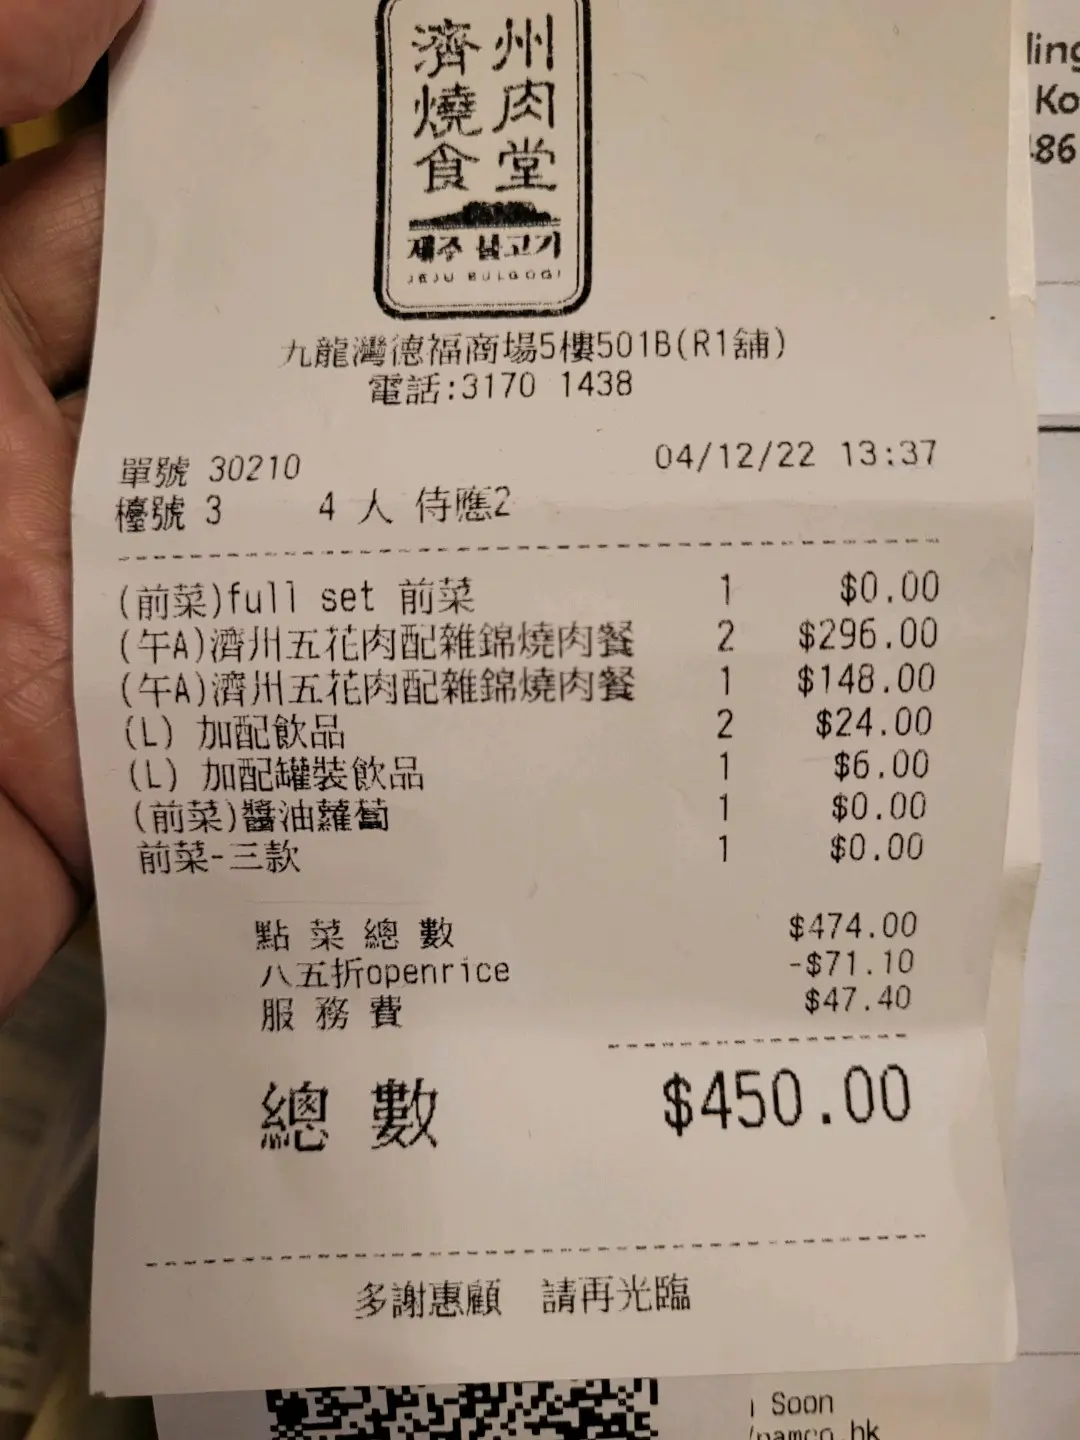 濟州
燒肉
食堂
제주 불고기
JEJU BULGOGI
九龍灣德福商場5樓501B(R1舖)
電話:3170 1438
單號 30210 04/12/22 13:37
檯號 3 4 人 侍應2
(前菜)full set 前菜 1 $0.00
(午A)濟州五花肉配雜錦燒肉餐 2 $296.00
(午A)濟州五花肉配雜錦燒肉餐 1 $148.00
(L) 加配飲品 2 $24.00
(L) 加配罐裝飲品 1 $6.00
(前菜)醬油蘿蔔 1 $0.00
前菜-三款 1 $0.00
點菜總數 $474.00
八五折openrice -$71.10
服務費 $47.40
總數 $450.00
多謝惠顧 請再光臨
ling
Ko
486
Soon
/namco.hk